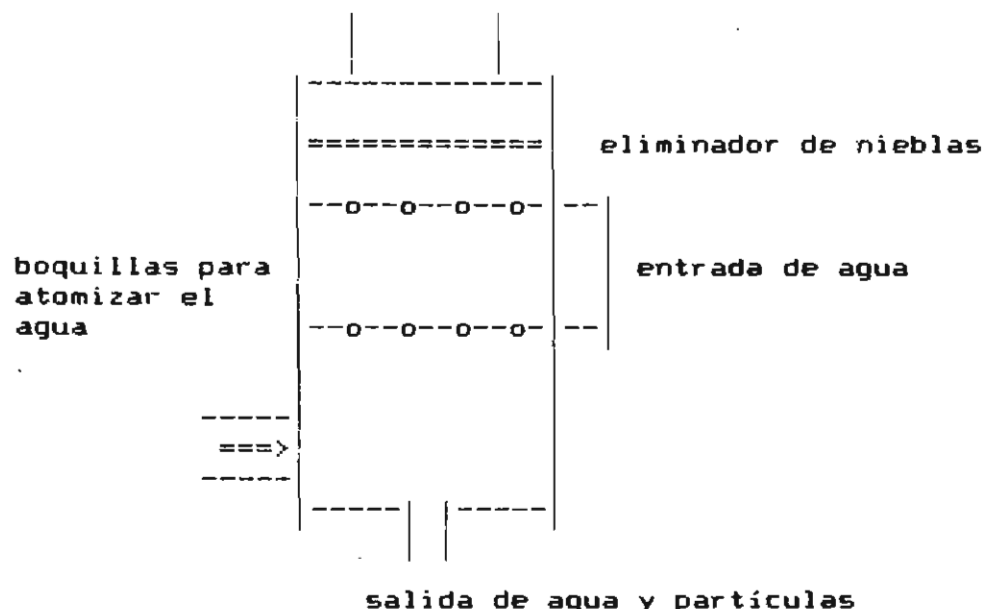 eliminador de nieblas
boquillas para
atomizar el
agua
entrada de agua
salida de agua y partículas